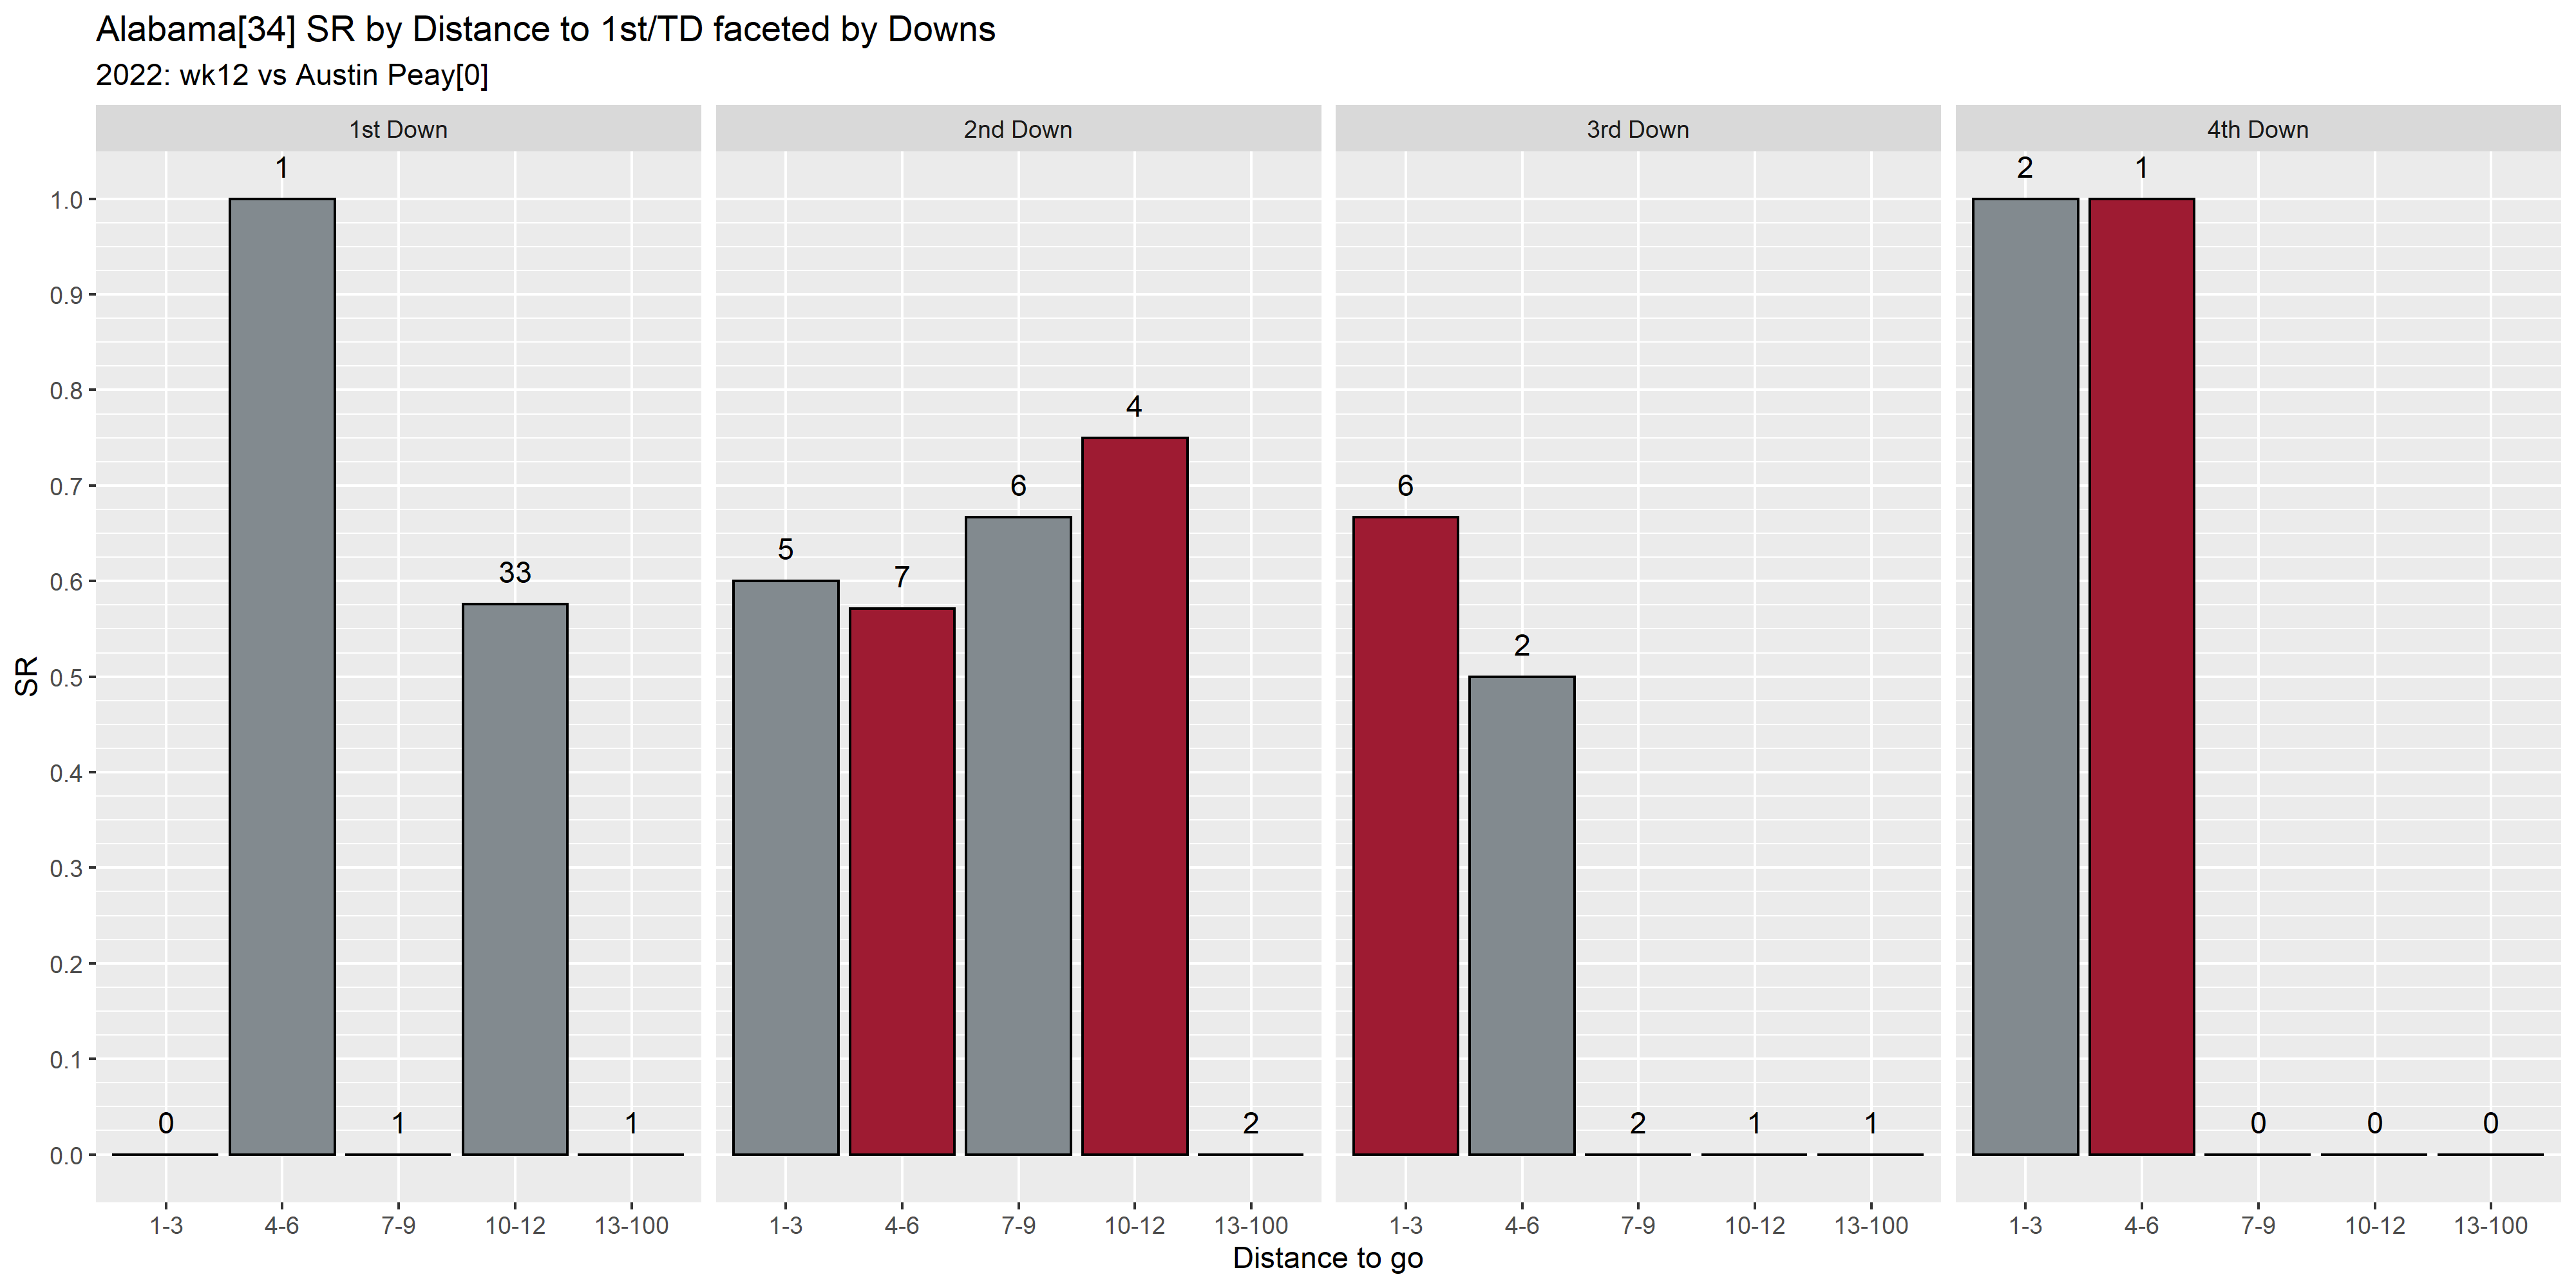 Alabama[34] SR by Distance to 1st/TD faceted by Downs
2022: wk12 vs Austin Peay[0]
1st Down
2nd Down
3rd Down
4th Down
SR
1.0
0.9
0.8
0.7
0.6
0.5
0.4
0.3
0.2
0.1
0.0
0
1
1
33
1
5
7
6
4
2
6
2
2
1
1
2
1
0
0
0
1-3 4-6 7-9 10-12 13-100
1-3 4-6 7-9 10-12 13-100
1-3 4-6 7-9 10-12 13-100
1-3 4-6 7-9 10-12 13-100
Distance to go